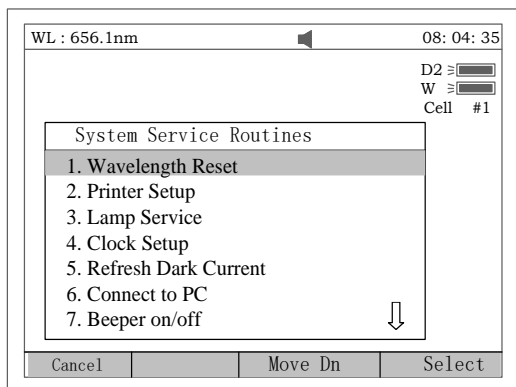 WL : 656.1nm 08: 04: 35
D2
W
Cell #1
System Service Routines
1. Wavelength Reset
2. Printer Setup
3. Lamp Service
4. Clock Setup
5. Refresh Dark Current
6. Connect to PC
7. Beeper on/off
Cancel Move Dn Select